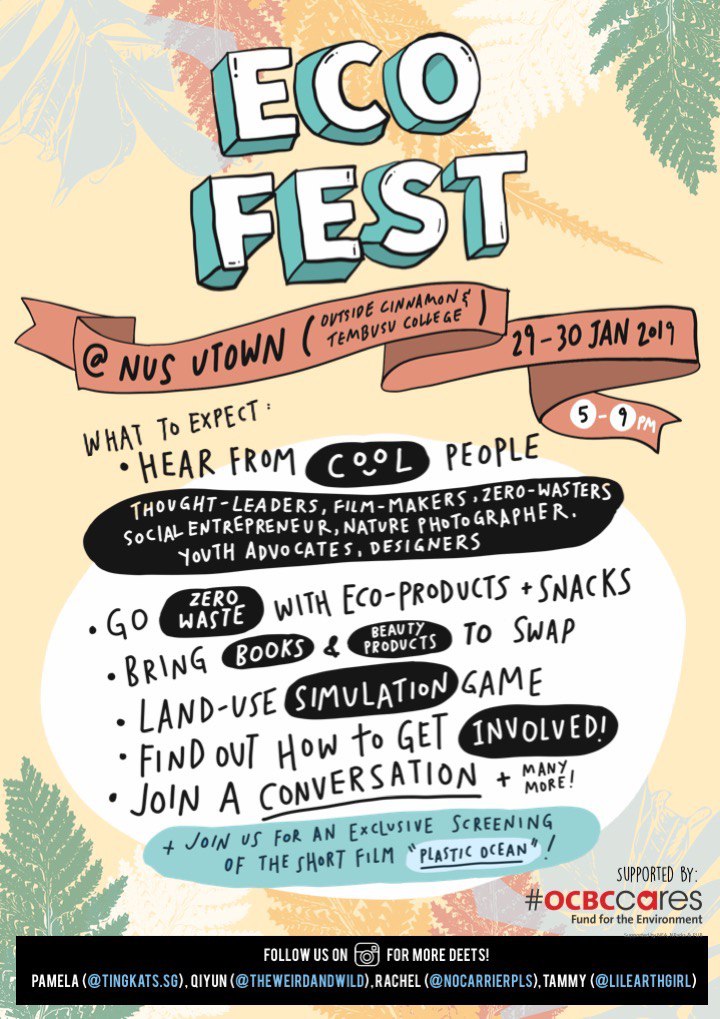 ECO
FEST
@ NUS UTOWN (OUTSIDE CINNAMON &
TEMBUSU COLLEGE)
29-30 JAN 2019
5-9 PM
WHAT TO EXPECT:
• HEAR FROM COOL PEOPLE
THOUGHT-LEADERS, FILM-MAKERS, ZERO-WASTERS
SOCIAL ENTREPRENEUR, NATURE PHOTOGRAPHER.
YOUTH ADVOCATES, DESIGNERS
• GO ZERO WASTE WITH ECO-PRODUCTS + SNACKS
• BRING BOOKS & BEAUTY PRODUCTS TO SWAP
• LAND-USE SIMULATION GAME
• FIND OUT HOW TO GET INVOLVED!
• JOIN A CONVERSATION + MANY MORE!
+ JOIN US FOR AN EXCLUSIVE SCREENING
OF THE SHORT FILM "PLASTIC OCEAN"!
SUPPORTED BY:
#OCBCcares
Fund for the Environment
FOLLOW US ON FOR MORE DEETS!
PAMELA (@TINGKATS.SG), QIYUN (@THEWEIRDANDWILD), RACHEL (@NOCARRIERPLS), TAMMY (@LILEARTHGIRL)